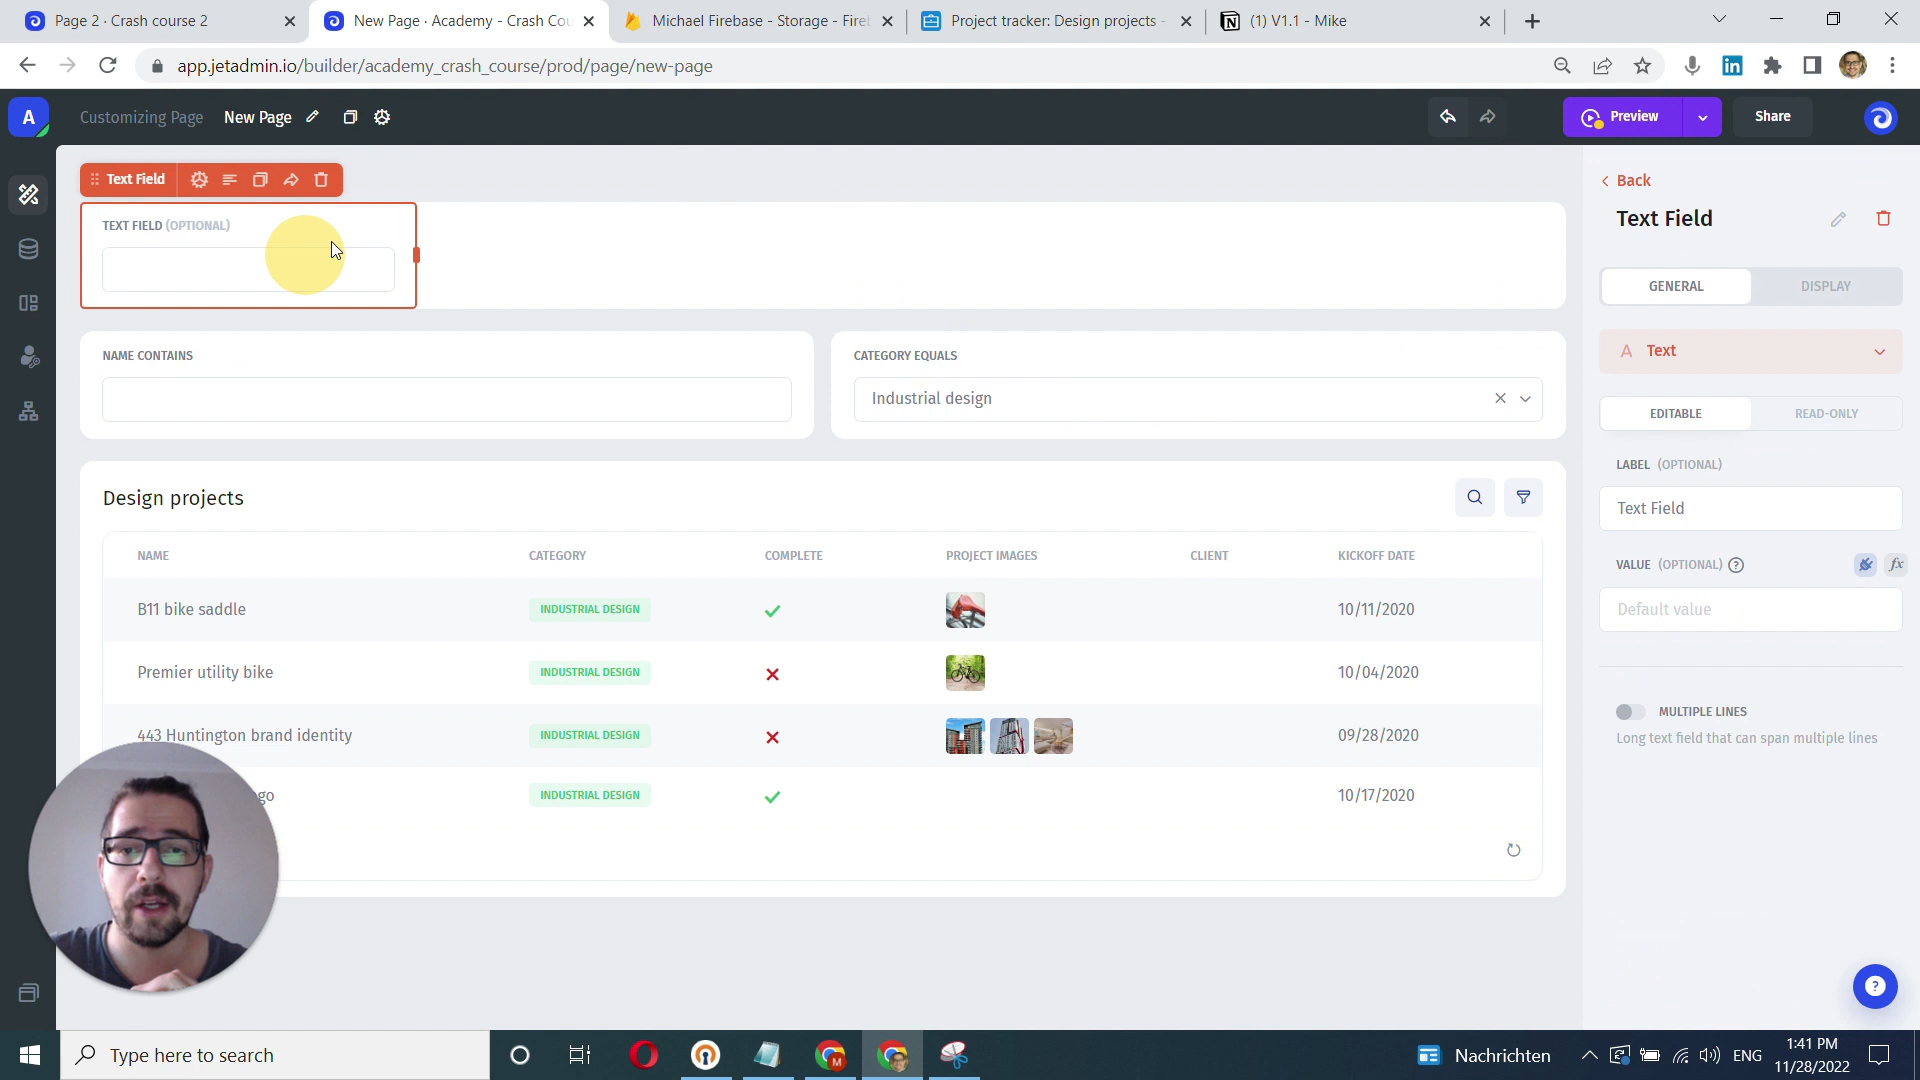 Page 2 · Crash course 2
New Page · Academy - Crash Cou
Michael Firebase - Storage - Fireb
Project tracker: Design projects -
(1) V1.1 - Mike
app.jetadmin.io/builder/academy_crash_course/prod/page/new-page
A
Customizing Page
New Page
Preview
Share
Text Field
TEXT FIELD (OPTIONAL)
NAME CONTAINS
CATEGORY EQUALS
Industrial design
Design projects
NAME
CATEGORY
COMPLETE
PROJECT IMAGES
CLIENT
KICKOFF DATE
B11 bike saddle
INDUSTRIAL DESIGN
10/11/2020
Premier utility bike
INDUSTRIAL DESIGN
10/04/2020
443 Huntington brand identity
INDUSTRIAL DESIGN
09/28/2020
go
INDUSTRIAL DESIGN
10/17/2020
Back
Text Field
GENERAL
DISPLAY
A Text
EDITABLE
READ-ONLY
LABEL (OPTIONAL)
Text Field
VALUE (OPTIONAL) ?
fx
Default value
MULTIPLE LINES
Long text field that can span multiple lines
?
Type here to search
M
Nachrichten
ENG
1:41 PM
11/28/2022